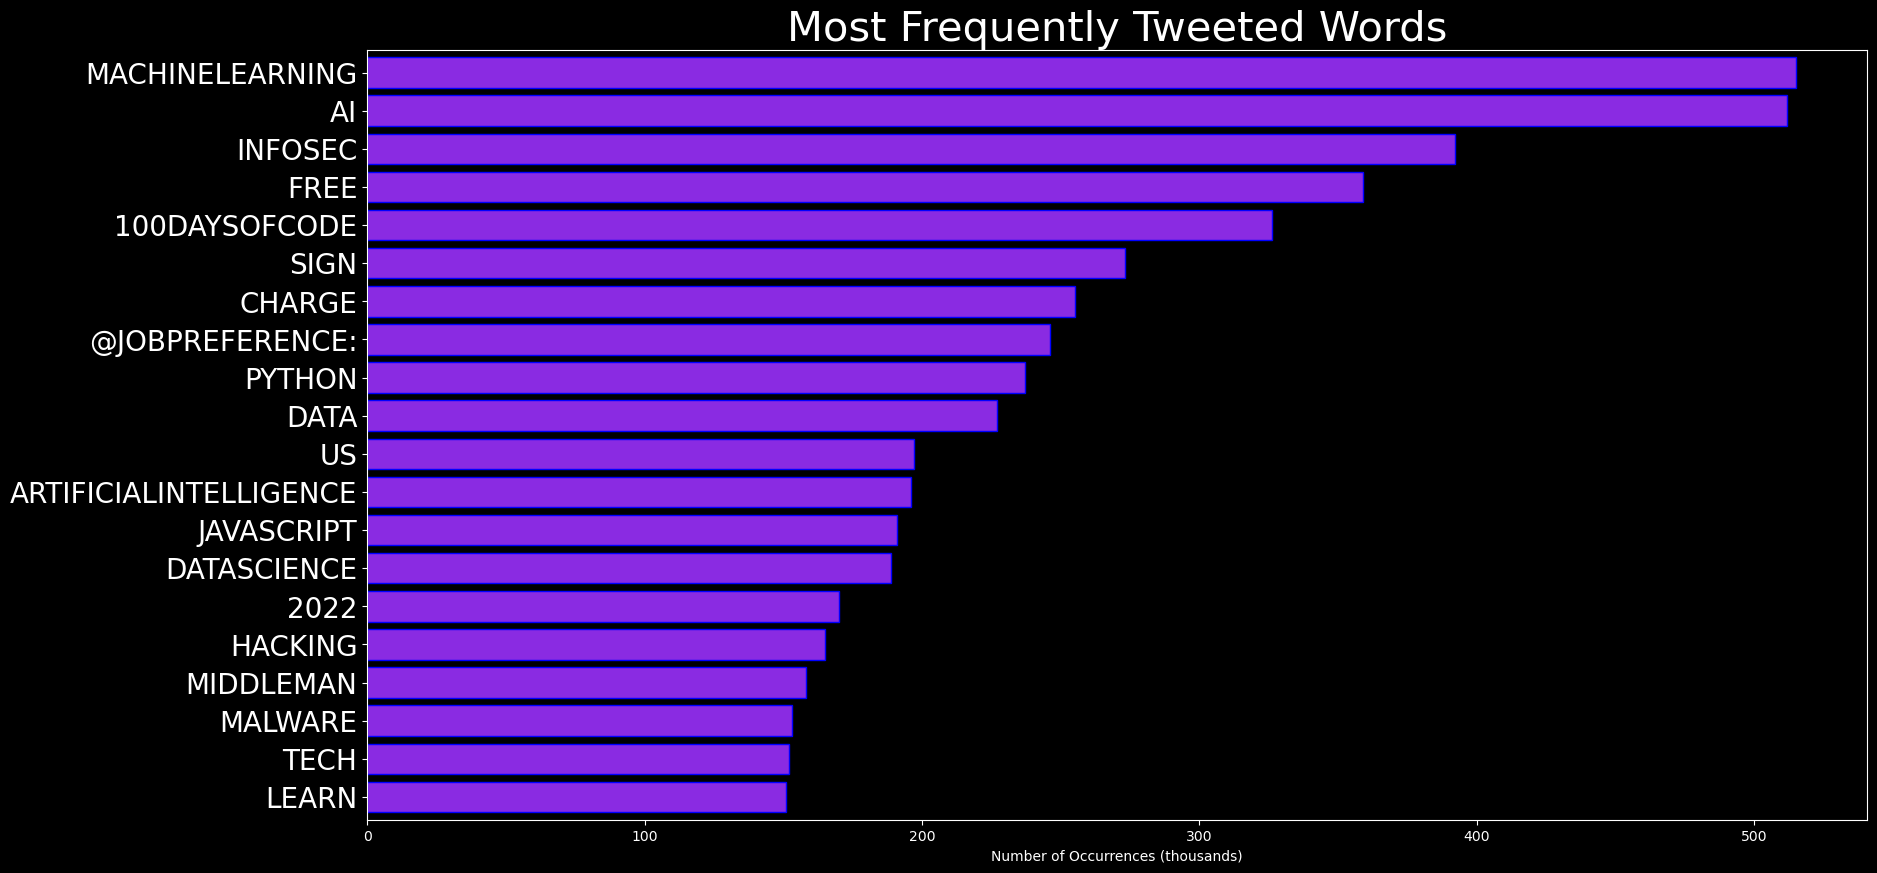 Most Frequently Tweeted Words
MACHINELEARNING
AI
INFOSEC
FREE
100DAYSOFCODE
SIGN
CHARGE
@JOBPREFERENCE:
PYTHON
DATA
US
ARTIFICIALINTELLIGENCE
JAVASCRIPT
DATASCIENCE
2022
HACKING
MIDDLEMAN
MALWARE
TECH
LEARN
0 100 200 300 400 500
Number of Occurrences (thousands)